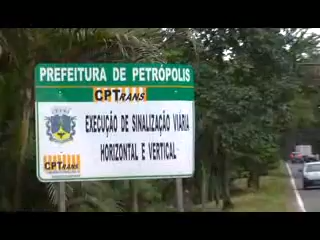 PREFEITURA DE PETRÓPOLIS
CPTRANS
EXECUÇÃO DE SINALIZAÇÃO VIÁRIA
HORIZONTAL E VERTICAL
CPTRANS